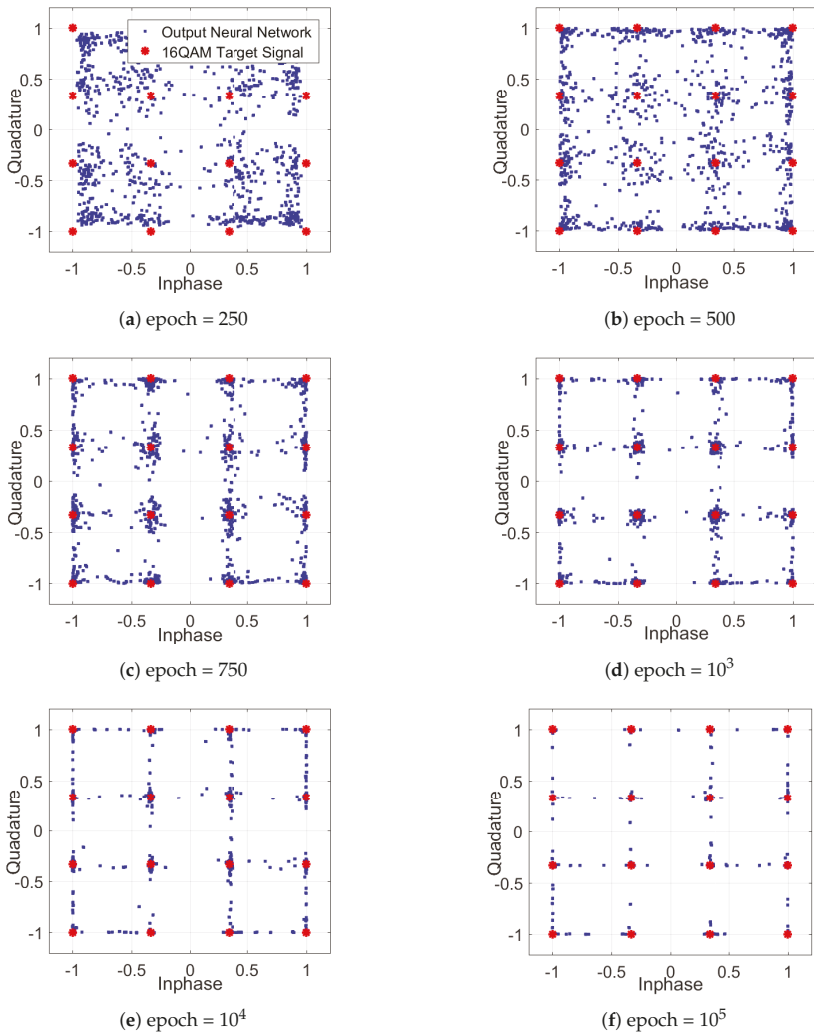 Output Neural Network
16QAM Target Signal
1
0.5
0
-0.5
-1
Quadature
-1 -0.5 0 0.5 1
Inphase
(a) epoch = 250
1
0.5
0
-0.5
-1
Quadature
-1 -0.5 0 0.5 1
Inphase
(b) epoch = 500
1
0.5
0
-0.5
-1
Quadature
-1 -0.5 0 0.5 1
Inphase
(c) epoch = 750
1
0.5
0
-0.5
-1
Quadature
-1 -0.5 0 0.5 1
Inphase
(d) epoch = 10³
1
0.5
0
-0.5
-1
Quadature
-1 -0.5 0 0.5 1
Inphase
(e) epoch = 10⁴
1
0.5
0
-0.5
-1
Quadature
-1 -0.5 0 0.5 1
Inphase
(f) epoch = 10⁵